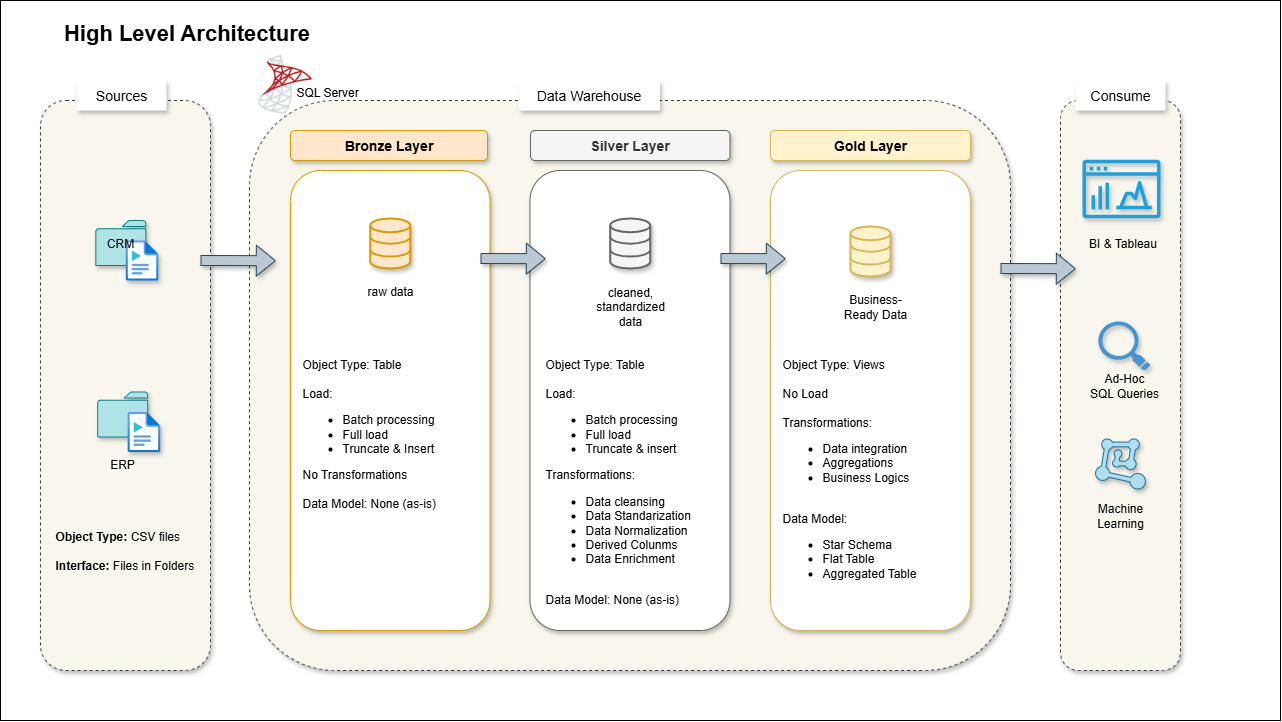 High Level Architecture
Sources
SQL Server
Data Warehouse
Consume
Bronze Layer
Silver Layer
Gold Layer
CRM
ERP
Object Type: CSV files
Interface: Files in Folders
raw data
Object Type: Table
Load:
Batch processing
Full load
Truncate & Insert
No Transformations
Data Model: None (as-is)
cleaned,
standardized
data
Object Type: Table
Load:
Batch processing
Full load
Truncate & insert
Transformations:
Data cleansing
Data Standarization
Data Normalization
Derived Colunms
Data Enrichment
Data Model: None (as-is)
Business-
Ready Data
Object Type: Views
No Load
Transformations:
Data integration
Aggregations
Business Logics
Data Model:
Star Schema
Flat Table
Aggregated Table
BI & Tableau
Ad-Hoc
SQL Queries
Machine
Learning